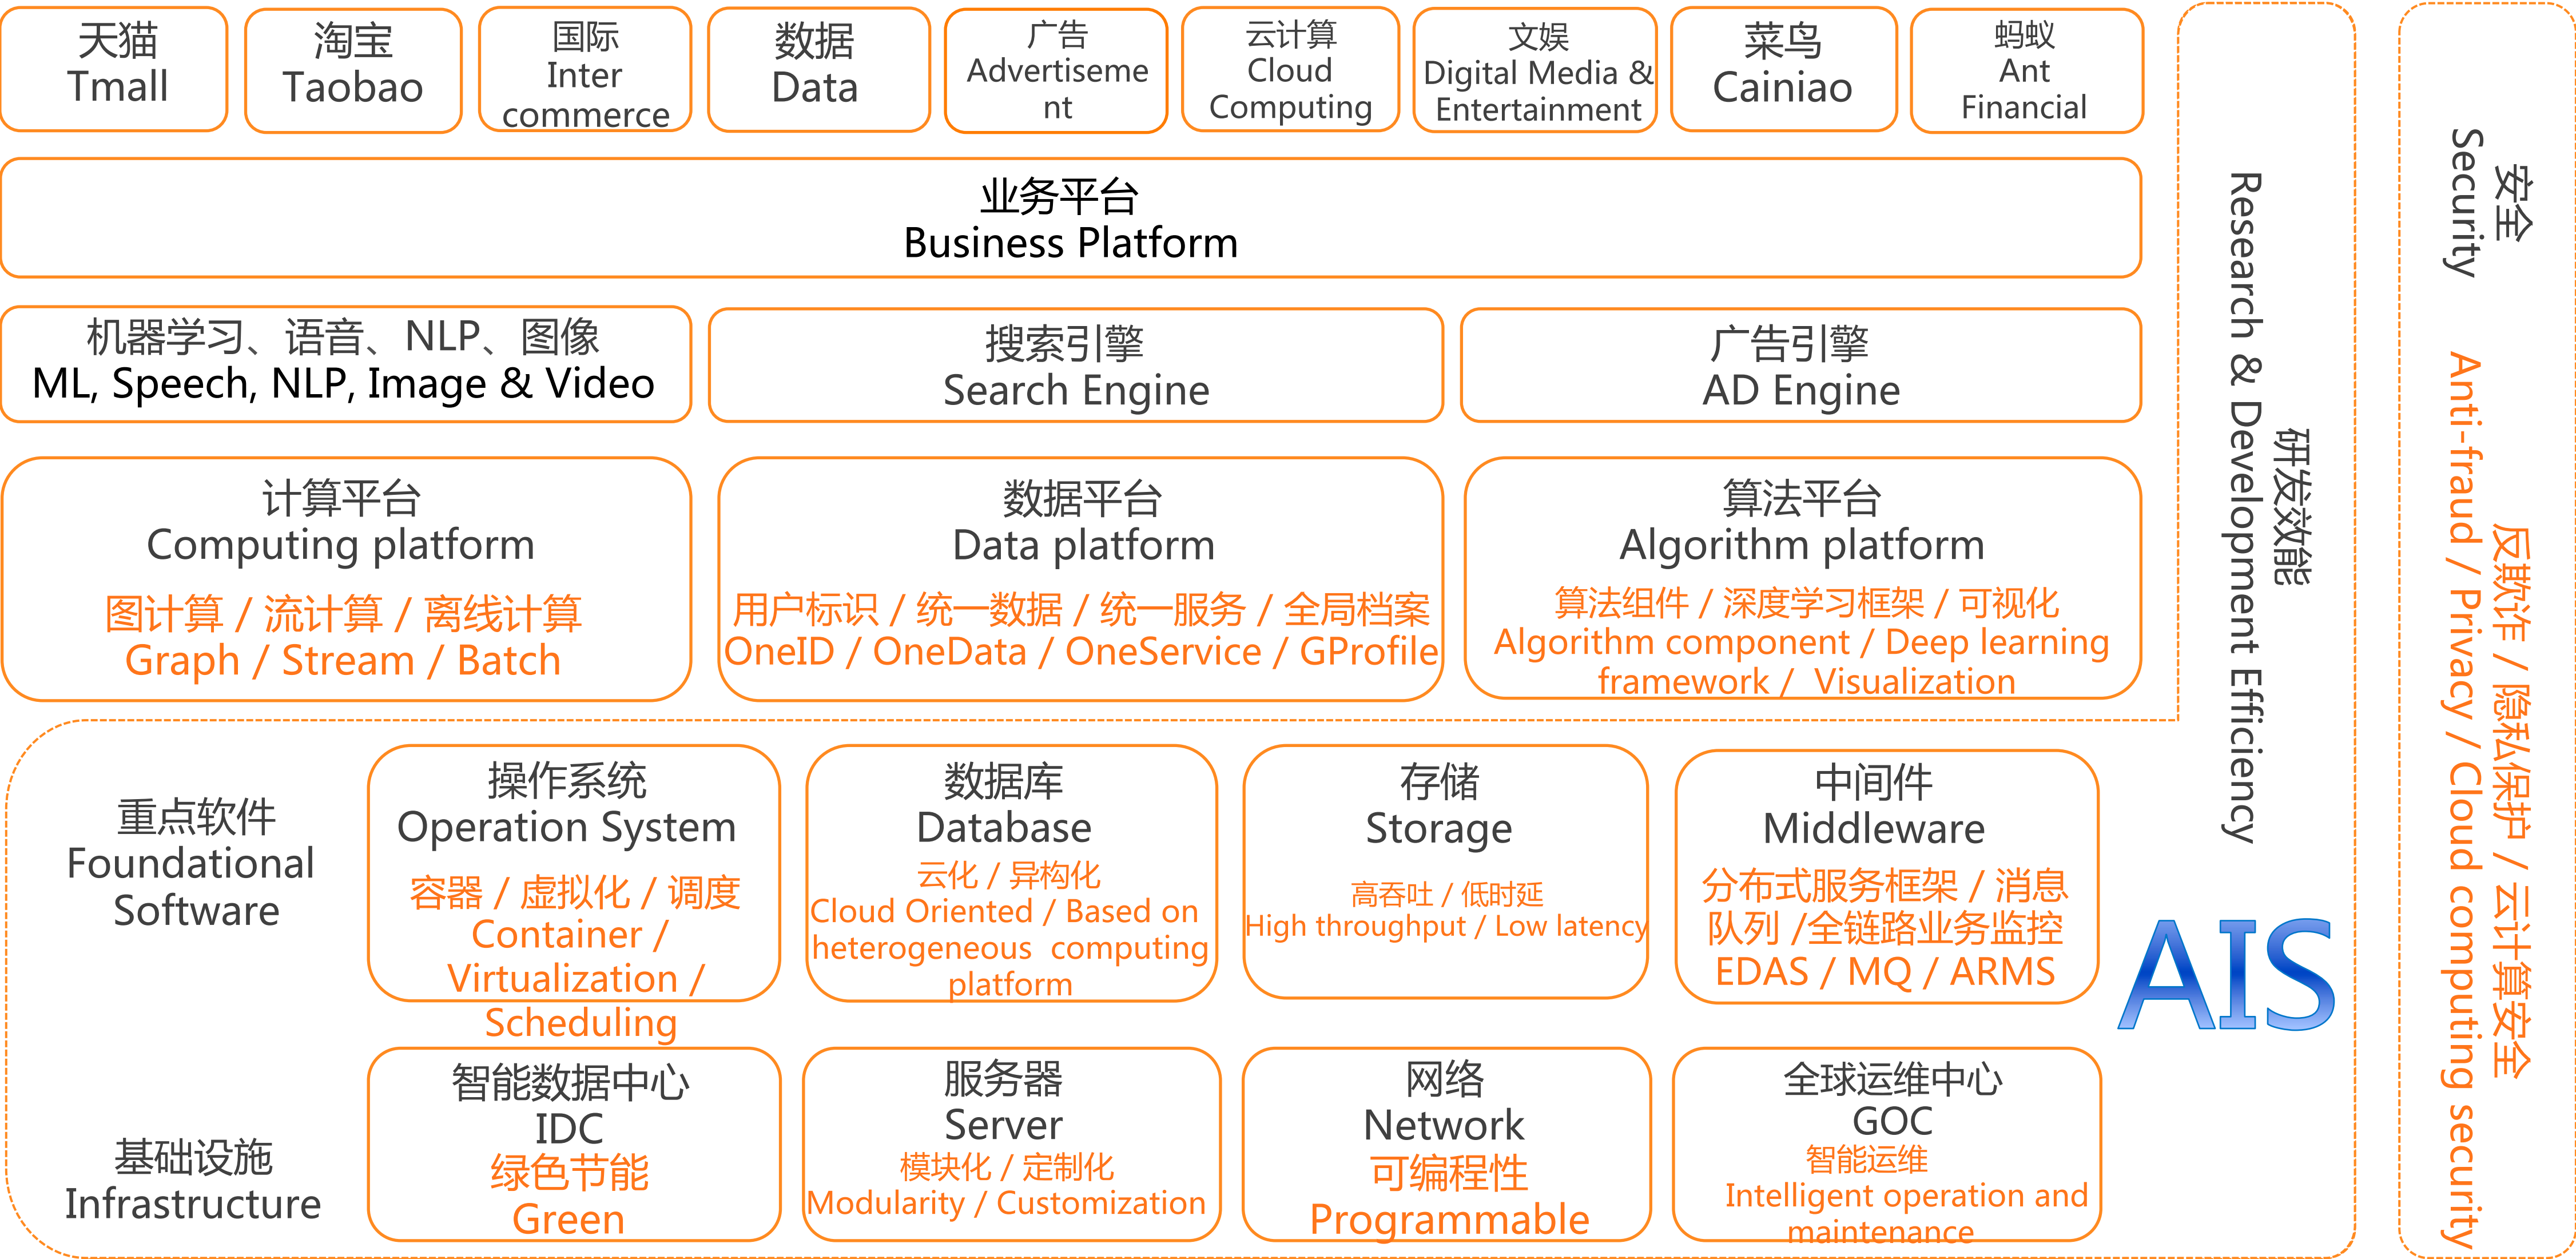 天猫
Tmall
淘宝
Taobao
国际
Inter
commerce
数据
Data
广告
Advertiseme
nt
云计算
Cloud
Computing
文娱
Digital Media &
Entertainment
菜鸟
Cainiao
蚂蚁
Ant
Financial
业务平台
Business Platform
机器学习、语音、NLP、图像
ML, Speech, NLP, Image & Video
搜索引擎
Search Engine
广告引擎
AD Engine
计算平台
Computing platform
图计算 / 流计算 / 离线计算
Graph / Stream / Batch
数据平台
Data platform
用户标识 / 统一数据 / 统一服务 / 全局档案
OneID / OneData / OneService / GProfile
算法平台
Algorithm platform
算法组件 / 深度学习框架 / 可视化
Algorithm component / Deep learning
framework / Visualization
重点软件
Foundational
Software
操作系统
Operation System
容器 / 虚拟化 / 调度
Container /
Virtualization /
Scheduling
数据库
Database
云化 / 异构化
Cloud Oriented / Based on
heterogeneous computing
platform
存储
Storage
高吞吐 / 低时延
High throughput / Low latency
中间件
Middleware
分布式服务框架 / 消息
队列 /全链路业务监控
EDAS / MQ / ARMS
基础设施
Infrastructure
智能数据中心
IDC
绿色节能
Green
服务器
Server
模块化 / 定制化
Modularity / Customization
网络
Network
可编程性
Programmable
全球运维中心
GOC
智能运维
Intelligent operation and
maintenance
研发效能
Research & Development Efficiency
AIS
安全 反欺诈 / 隐私保护 / 云计算安全
Security Anti-fraud / Privacy / Cloud computing security